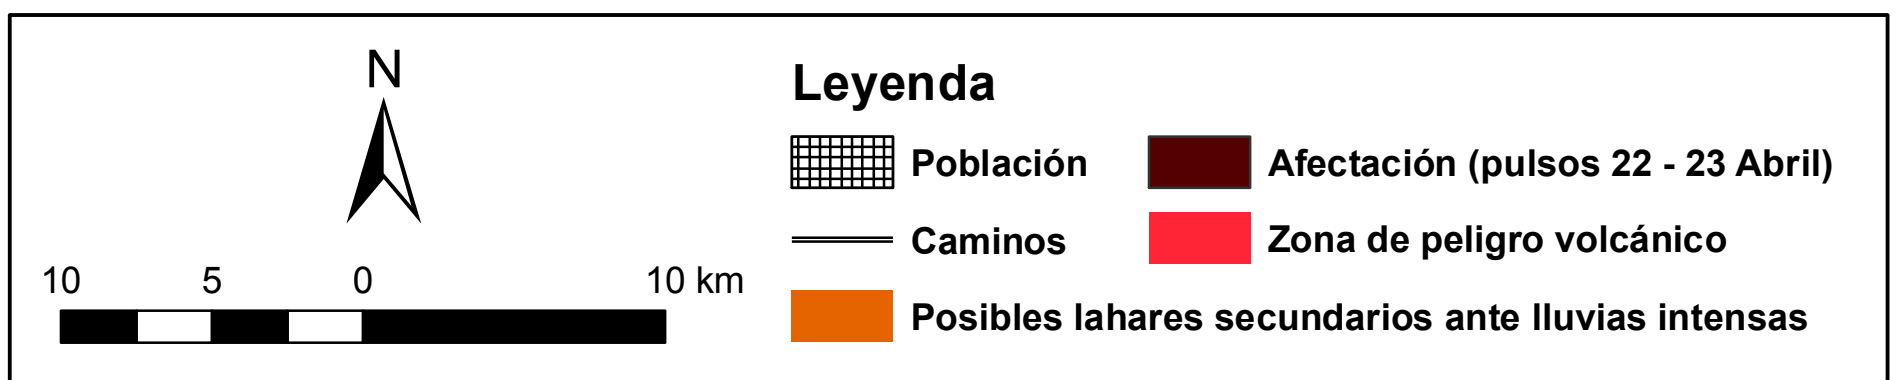 N
10 5 0 10 km
Leyenda
Población
Afectación (pulsos 22 - 23 Abril)
Caminos
Zona de peligro volcánico
Posibles lahares secundarios ante lluvias intensas